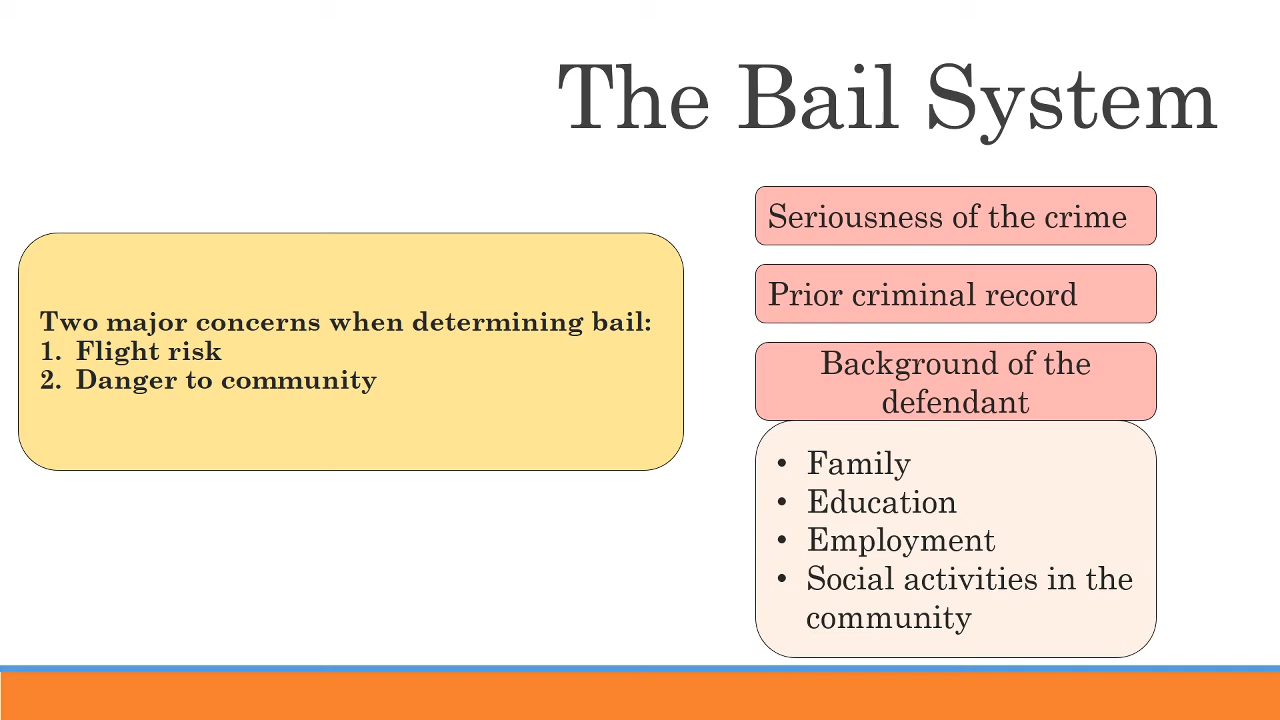 The Bail System
Two major concerns when determining bail:
1. Flight risk
2. Danger to community
Seriousness of the crime
Prior criminal record
Background of the
defendant
• Family
• Education
• Employment
• Social activities in the
community